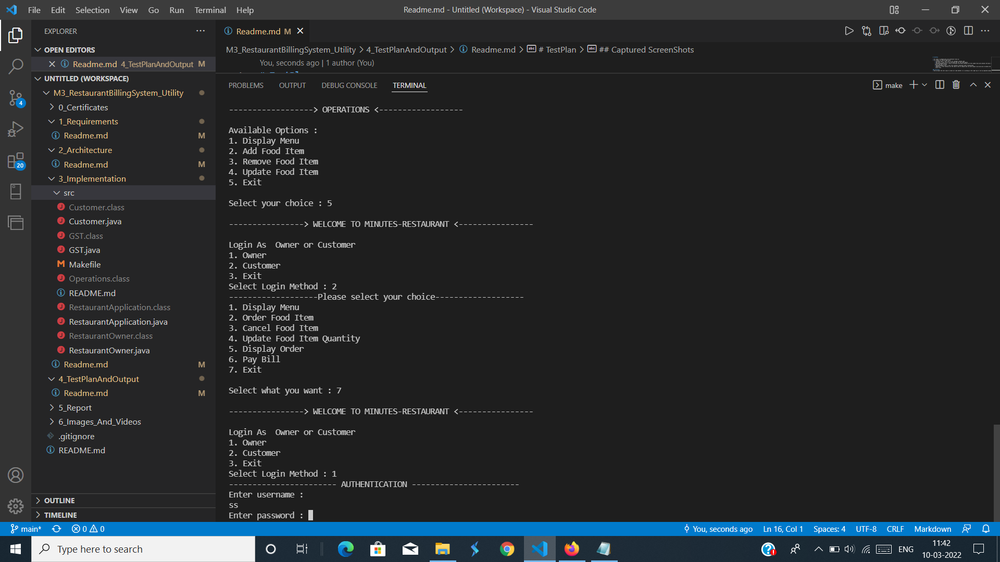 File Edit Selection View Go Run Terminal Help
Readme.md - Untitled (Workspace) - Visual Studio Code
EXPLORER
OPEN EDITORS
Readme.md 4_TestPlanAndOutput M
UNTITLED (WORKSPACE)
M3_RestaurantBillingSystem_Utility
0_Certificates
1_Requirements
Readme.md M
2_Architecture
Readme.md M
3_Implementation
src
Customer.class
Customer.java
GST.class
GST.java
Makefile
Operations.class
README.md
RestaurantApplication.class
RestaurantApplication.java
RestaurantOwner.class
RestaurantOwner.java
Readme.md M
4_TestPlanAndOutput
Readme.md M
5_Report
6_Images_And_Videos
.gitignore
README.md
OUTLINE
TIMELINE
4
20
Readme.md M
M3_RestaurantBillingSystem_Utility > 4_TestPlanAndOutput > Readme.md > # TestPlan > ## Captured ScreenShots
You, seconds ago | 1 author (You)
PROBLEMS OUTPUT DEBUG CONSOLE TERMINAL
make
------------------> OPERATIONS <------------------
Available Options :
1. Display Menu
2. Add Food Item
3. Remove Food Item
4. Update Food Item
5. Exit
Select your choice : 5
----------------> WELCOME TO MINUTES-RESTAURANT <----------------
Login As  Owner or Customer
1. Owner
2. Customer
3. Exit
Select Login Method : 2
-------------------Please select your choice-------------------
1. Display Menu
2. Order Food Item
3. Cancel Food Item
4. Update Food Item Quantity
5. Display Order
6. Pay Bill
7. Exit
Select what you want : 7
----------------> WELCOME TO MINUTES-RESTAURANT <----------------
Login As  Owner or Customer
1. Owner
2. Customer
3. Exit
Select Login Method : 1
----------------------- AUTHENTICATION -----------------------
Enter username :
ss
Enter password :
main* 0 0
You, seconds ago Ln 16, Col 1 Spaces: 4 UTF-8 CRLF Markdown
Type here to search
ENG
11:42
10-03-2022